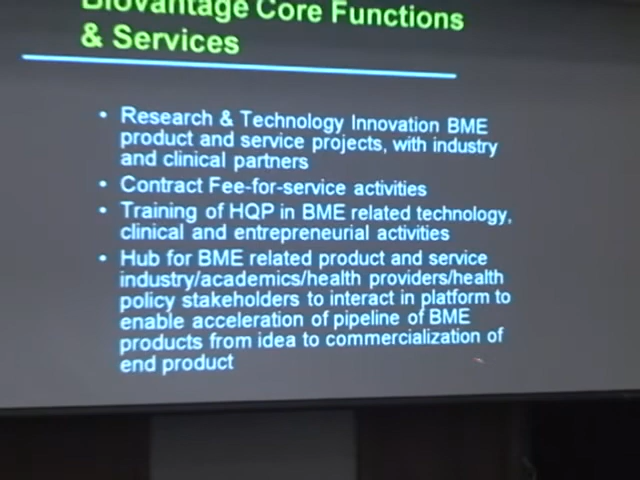 Biovantage Core Functions
& Services
• Research & Technology Innovation BME
product and service projects, with industry
and clinical partners
• Contract Fee-for-service activities
• Training of HQP in BME related technology,
clinical and entrepreneurial activities
• Hub for BME related product and service
industry/academics/health providers/health
policy stakeholders to interact in platform to
enable acceleration of pipeline of BME
products from idea to commercialization of
end product